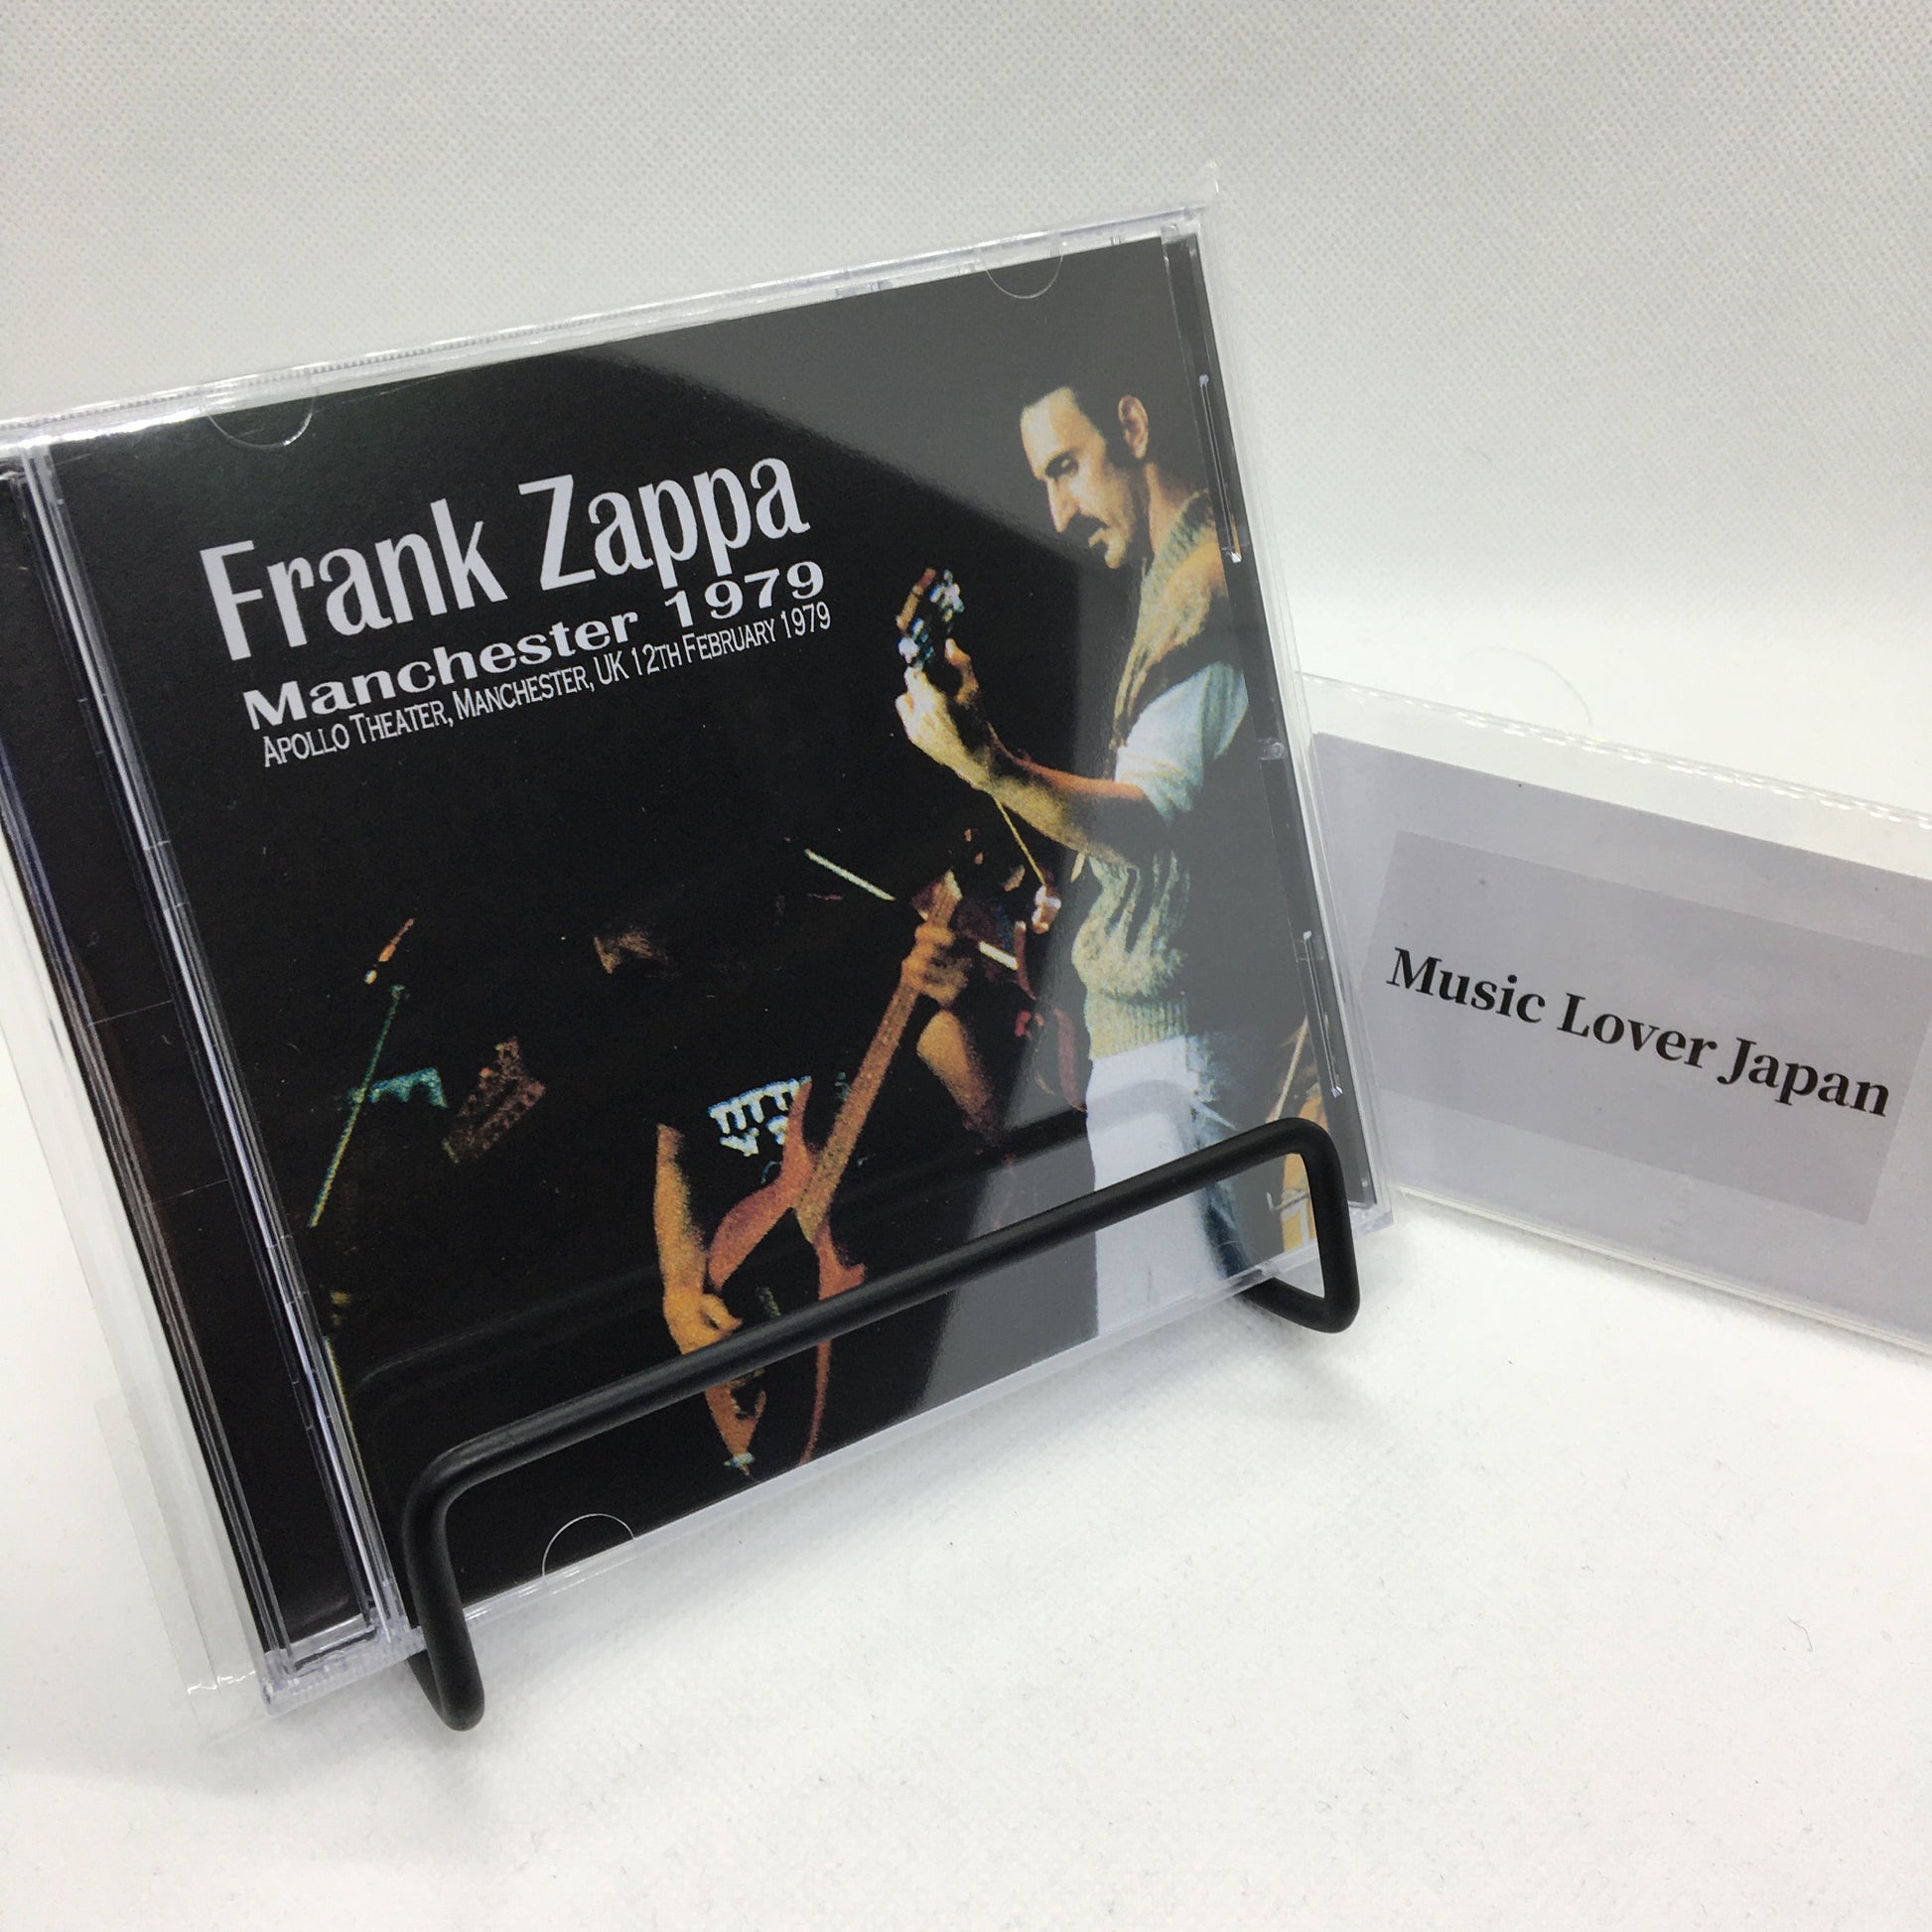 Frank Zappa
Manchester 1979
APOLLO THEATER, MANCHESTER, UK 12TH FEBRUARY 1979
Music Lover Japan